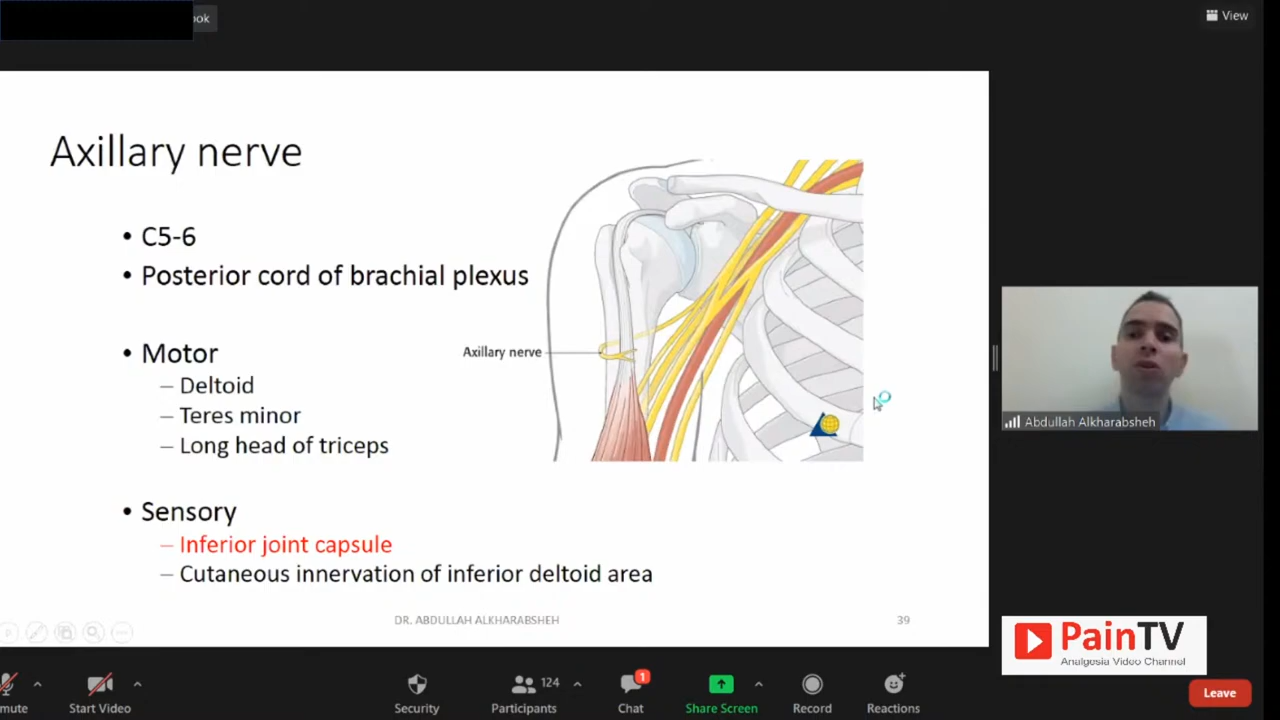 ook
View
Axillary nerve
• C5-6
• Posterior cord of brachial plexus
• Motor
– Deltoid
– Teres minor
– Long head of triceps
• Sensory
– Inferior joint capsule
– Cutaneous innervation of inferior deltoid area
Axillary nerve
DR. ABDULLAH ALKHARABSHEH
39
Abdullah Alkharabsheh
PainTV
Analgesia Video Channel
mute
Start Video
Security
124
Participants
1
Chat
Share Screen
Record
Reactions
Leave